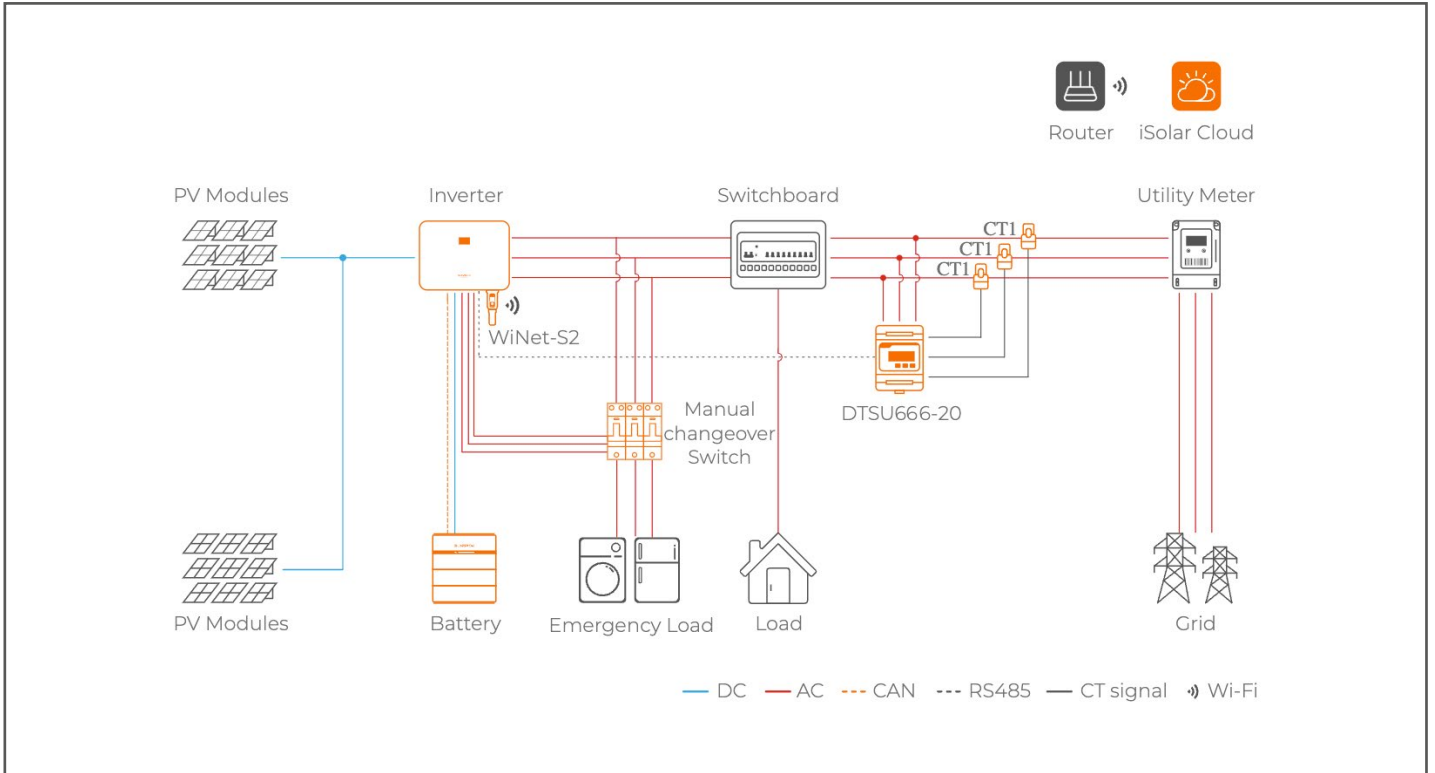 Router
iSolar Cloud
PV Modules
Inverter
Switchboard
Utility Meter
CT1
CT1
CT1
WiNet-S2
DTSU666-20
Manual
changeover
Switch
PV Modules
Battery
Emergency Load
Load
Grid
DC
AC
CAN
RS485
CT signal
Wi-Fi